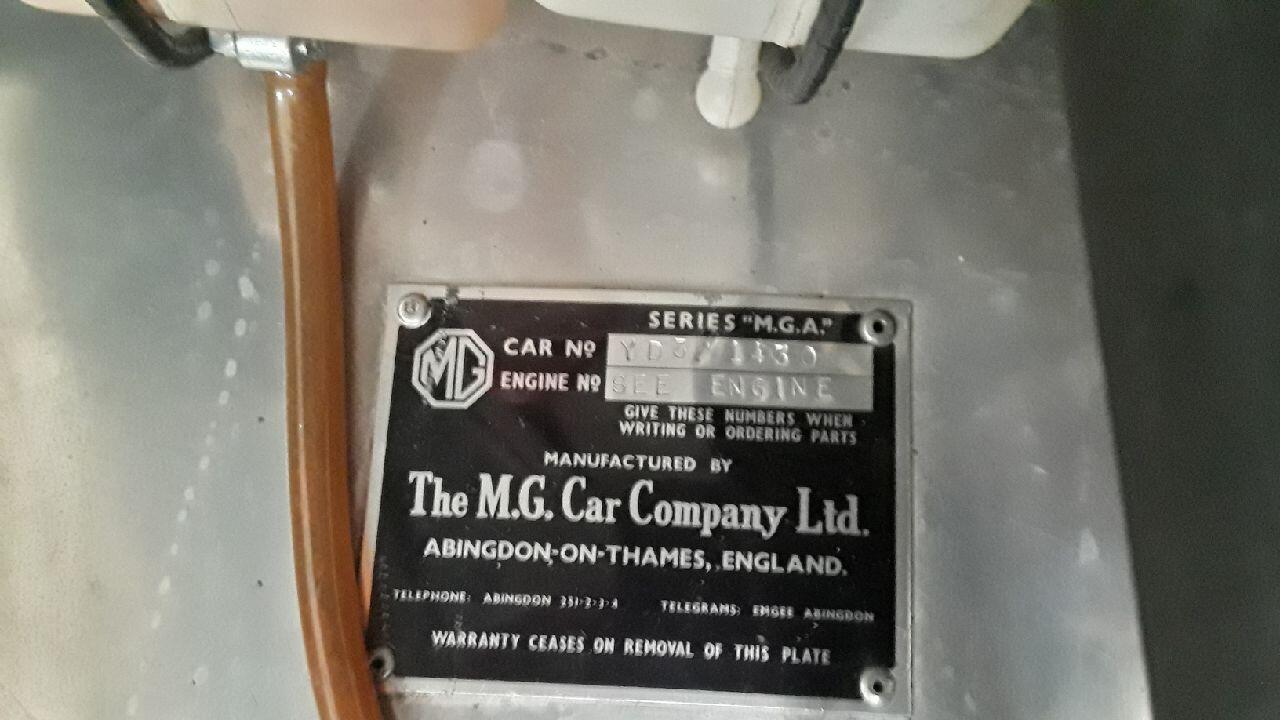 SERIES "M.G.A."
MG
CAR Nº YD3/1430
ENGINE Nº SEE ENGINE
GIVE THESE NUMBERS WHEN
WRITING OR ORDERING PARTS
MANUFACTURED BY
The M.G. Car Company Ltd.
ABINGDON-ON-THAMES, ENGLAND.
TELEPHONE: ABINGDON 251-2-3-4 TELEGRAMS: EMGEE ABINGDON
WARRANTY CEASES ON REMOVAL OF THIS PLATE